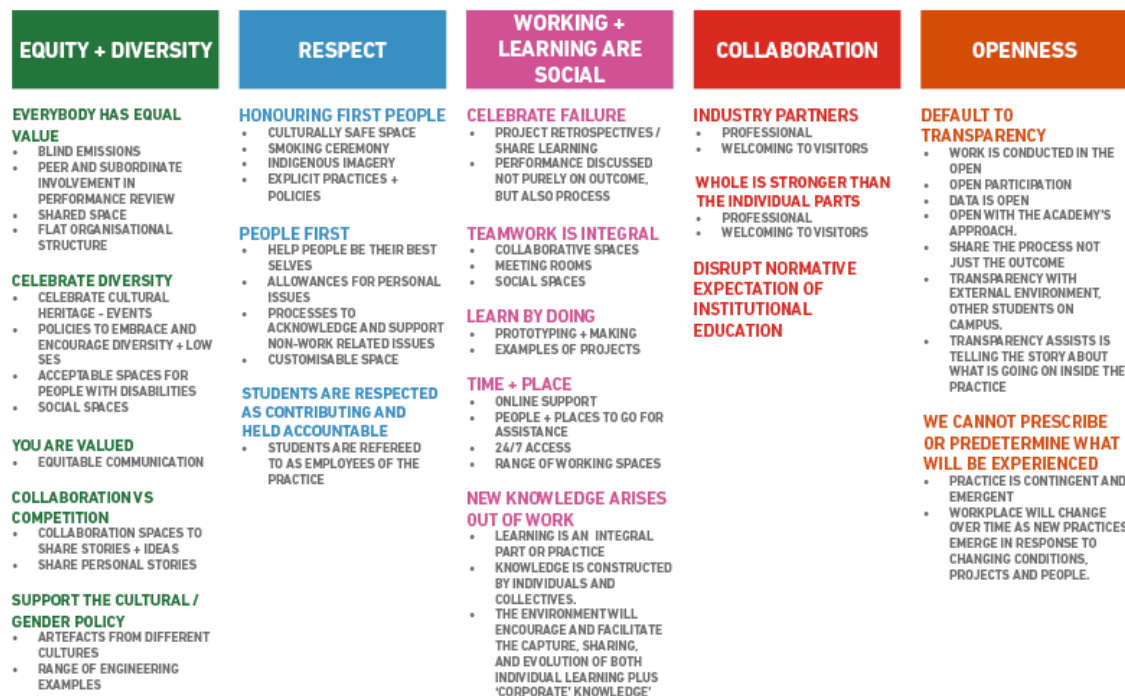 EQUITY + DIVERSITY
EVERYBODY HAS EQUAL
VALUE
• BLIND EMISSIONS
• PEER AND SUBORDINATE
INVOLVEMENT IN
PERFORMANCE REVIEW
• SHARED SPACE
• FLAT ORGANISATIONAL
STRUCTURE
CELEBRATE DIVERSITY
• CELEBRATE CULTURAL
HERITAGE - EVENTS
• POLICIES TO EMBRACE AND
ENCOURAGE DIVERSITY + LOW
SES
• ACCEPTABLE SPACES FOR
PEOPLE WITH DISABILITIES
• SOCIAL SPACES
YOU ARE VALUED
• EQUITABLE COMMUNICATION
COLLABORATION VS
COMPETITION
• COLLABORATION SPACES TO
SHARE STORIES + IDEAS
• SHARE PERSONAL STORIES
SUPPORT THE CULTURAL /
GENDER POLICY
• ARTEFACTS FROM DIFFERENT
CULTURES
• RANGE OF ENGINEERING
EXAMPLES
RESPECT
HONOURING FIRST PEOPLE
• CULTURALLY SAFE SPACE
• SMOKING CEREMONY
• INDIGENOUS IMAGERY
• EXPLICIT PRACTICES +
POLICIES
PEOPLE FIRST
• HELP PEOPLE BE THEIR BEST
SELVES
• ALLOWANCES FOR PERSONAL
ISSUES
• PROCESSES TO
ACKNOWLEDGE AND SUPPORT
NON-WORK RELATED ISSUES
• CUSTOMISABLE SPACE
STUDENTS ARE RESPECTED
AS CONTRIBUTING AND
HELD ACCOUNTABLE
• STUDENTS ARE REFEREED
TO AS EMPLOYEES OF THE
PRACTICE
WORKING +
LEARNING ARE
SOCIAL
CELEBRATE FAILURE
• PROJECT RETROSPECTIVES /
SHARE LEARNING
• PERFORMANCE DISCUSSED
NOT PURELY ON OUTCOME,
BUT ALSO PROCESS
TEAMWORK IS INTEGRAL
• COLLABORATIVE SPACES
• MEETING ROOMS
• SOCIAL SPACES
LEARN BY DOING
• PROTOTYPING + MAKING
• EXAMPLES OF PROJECTS
TIME + PLACE
• ONLINE SUPPORT
• PEOPLE + PLACES TO GO FOR
ASSISTANCE
• 24/7 ACCESS
• RANGE OF WORKING SPACES
NEW KNOWLEDGE ARISES
OUT OF WORK
• LEARNING IS AN INTEGRAL
PART OR PRACTICE
• KNOWLEDGE IS CONSTRUCTED
BY INDIVIDUALS AND
COLLECTIVES.
• THE ENVIRONMENT WILL
ENCOURAGE AND FACILITATE
THE CAPTURE, SHARING,
AND EVOLUTION OF BOTH
INDIVIDUAL LEARNING PLUS
‘CORPORATE’ KNOWLEDGE’
COLLABORATION
INDUSTRY PARTNERS
• PROFESSIONAL
• WELCOMING TO VISITORS
WHOLE IS STRONGER THAN
THE INDIVIDUAL PARTS
• PROFESSIONAL
• WELCOMING TO VISITORS
DISRUPT NORMATIVE
EXPECTATION OF
INSTITUTIONAL
EDUCATION
OPENNESS
DEFAULT TO
TRANSPARENCY
• WORK IS CONDUCTED IN THE
OPEN
• OPEN PARTICIPATION
• DATA IS OPEN
• OPEN WITH THE ACADEMY'S
APPROACH.
• SHARE THE PROCESS NOT
JUST THE OUTCOME
• TRANSPARENCY WITH
EXTERNAL ENVIRONMENT,
OTHER STUDENTS ON
CAMPUS.
• TRANSPARENCY ASSISTS IS
TELLING THE STORY ABOUT
WHAT IS GOING ON INSIDE THE
PRACTICE
WE CANNOT PRESCRIBE
OR PREDETERMINE WHAT
WILL BE EXPERIENCED
• PRACTICE IS CONTINGENT AND
EMERGENT
• WORKPLACE WILL CHANGE
OVER TIME AS NEW PRACTICES
EMERGE IN RESPONSE TO
CHANGING CONDITIONS,
PROJECTS AND PEOPLE.